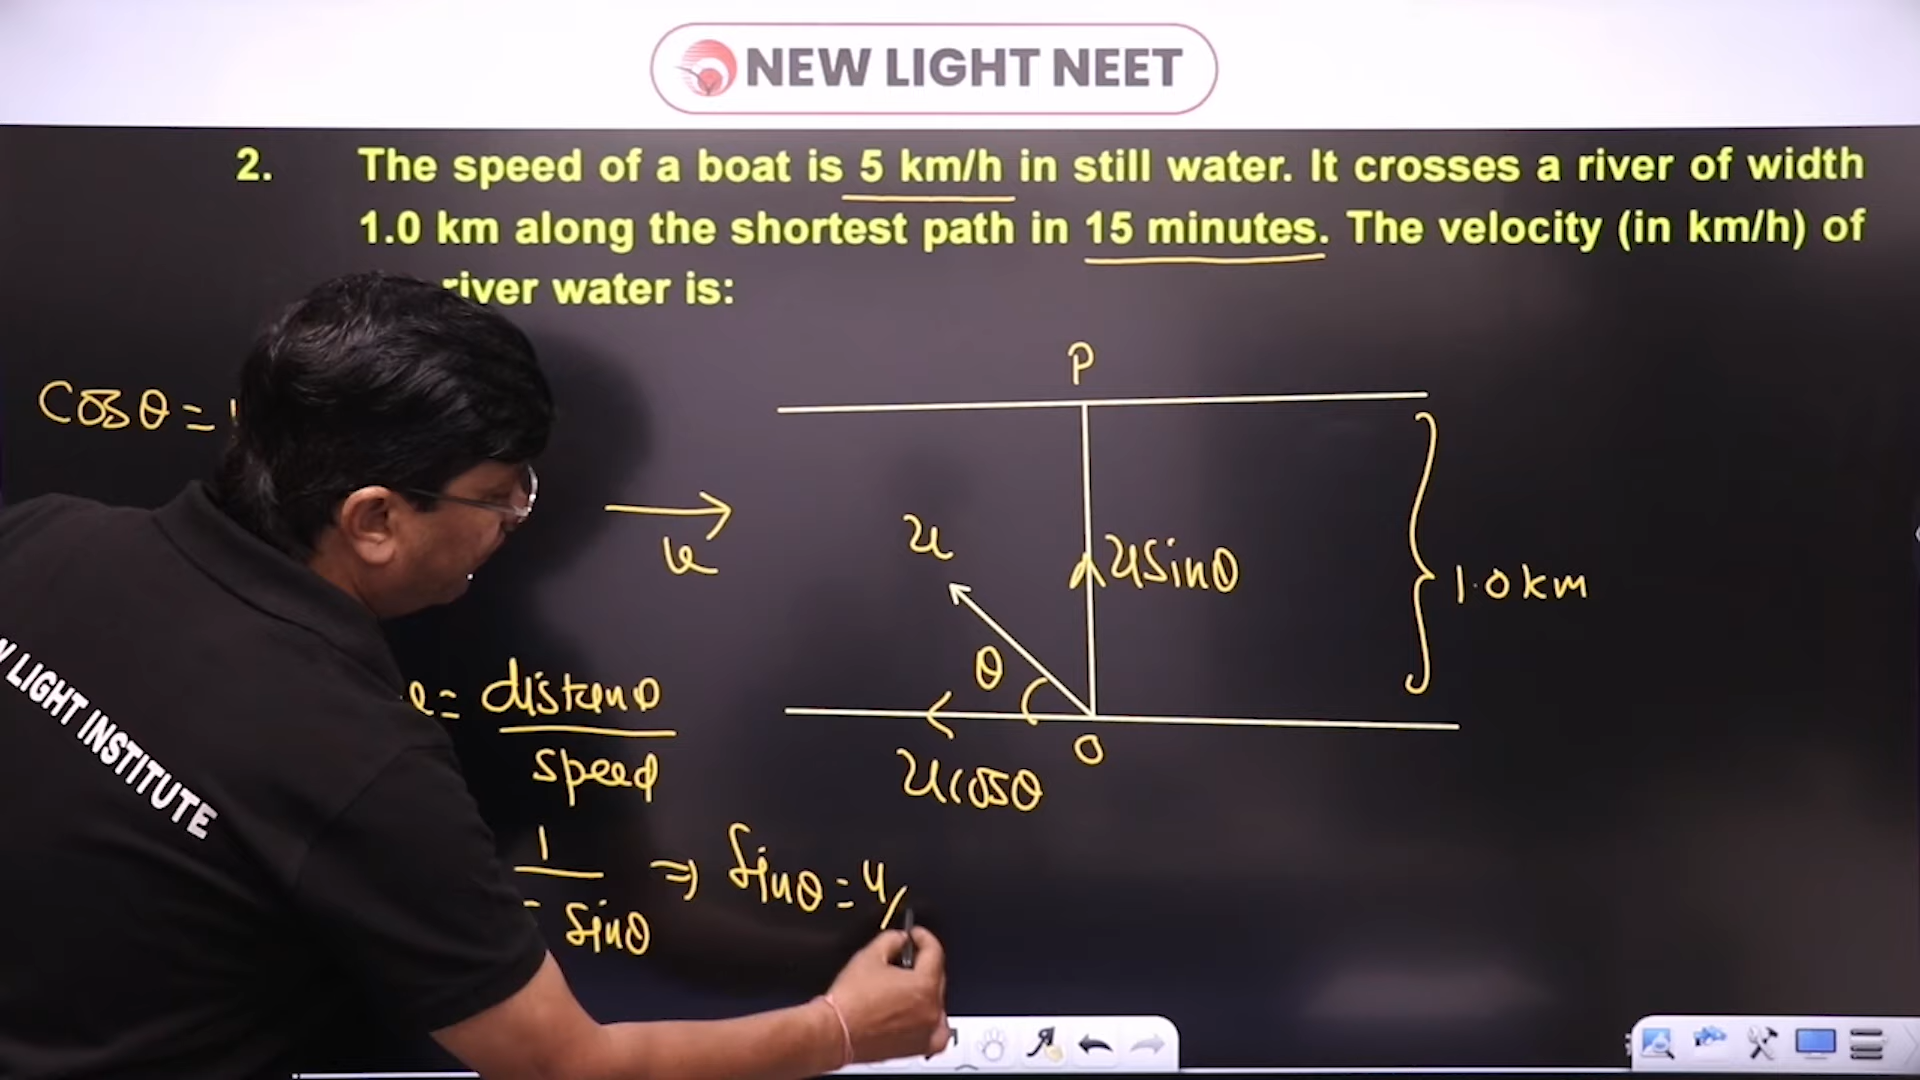 NEW LIGHT NEET
2. The speed of a boat is 5 km/h in still water. It crosses a river of width
1.0 km along the shortest path in 15 minutes. The velocity (in km/h) of
river water is:
P
cosθ =
u
usinθ
1.0 km
θ
= distance
speed
O
ucosθ
1
sinθ
⇒ sinθ = 4/
LIGHT INSTITUTE